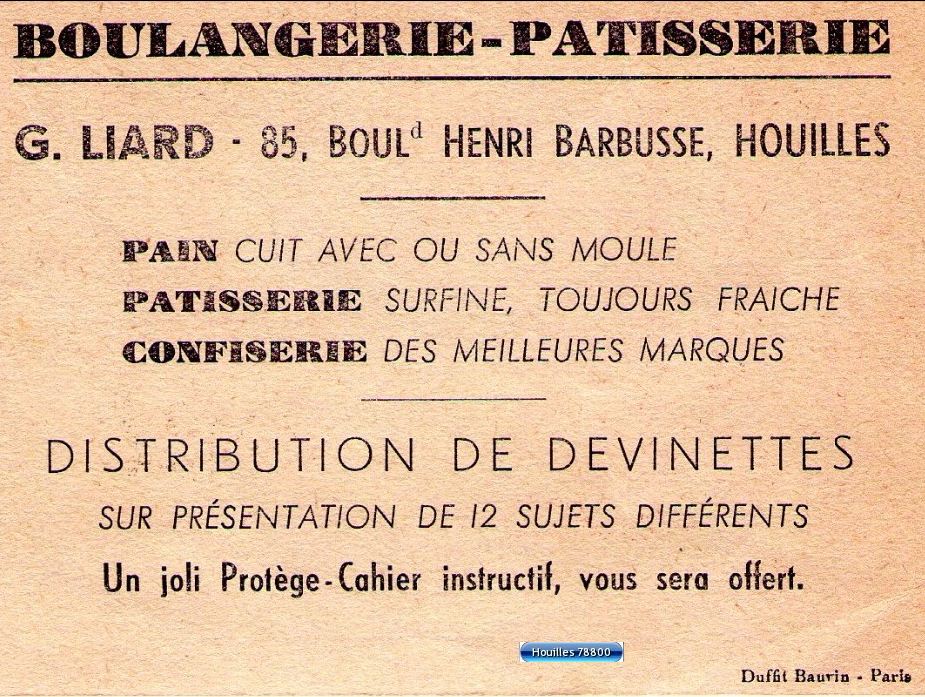 BOULANGERIE-PATISSERIE
G. LIARD - 85, BOULd HENRI BARBUSSE, HOUILLES
PAIN CUIT AVEC OU SANS MOULE
PATISSERIE SURFINE, TOUJOURS FRAICHE
CONFISERIE DES MEILLEURES MARQUES
DISTRIBUTION DE DEVINETTES
SUR PRÉSENTATION DE 12 SUJETS DIFFÉRENTS
Un joli Protège-Cahier instructif, vous sera offert.
Houilles 78800
Duffit Bauvin - Paris